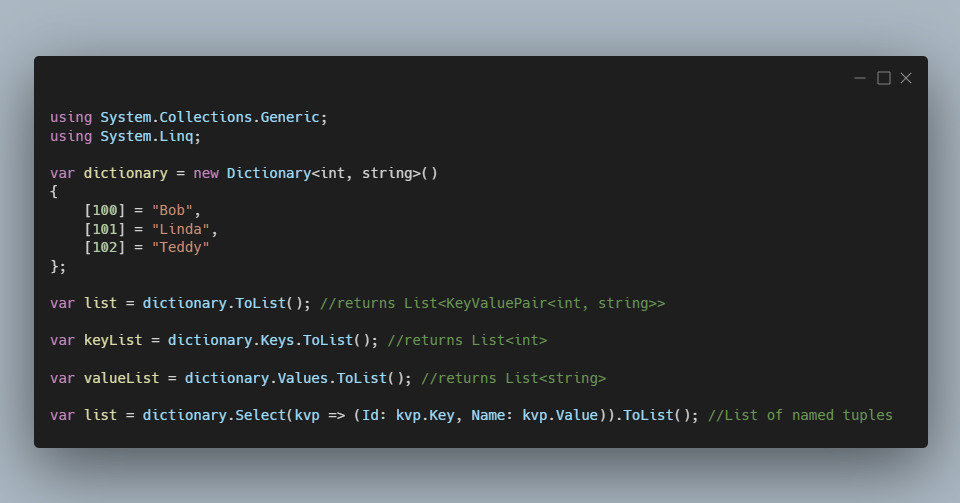 using System.Collections.Generic;
using System.Linq;
var dictionary = new Dictionary<int, string>()
{
    [100] = "Bob",
    [101] = "Linda",
    [102] = "Teddy"
};
var list = dictionary.ToList(); //returns List<KeyValuePair<int, string>>
var keyList = dictionary.Keys.ToList(); //returns List<int>
var valueList = dictionary.Values.ToList(); //returns List<string>
var list = dictionary.Select(kvp => (Id: kvp.Key, Name: kvp.Value)).ToList(); //List of named tuples